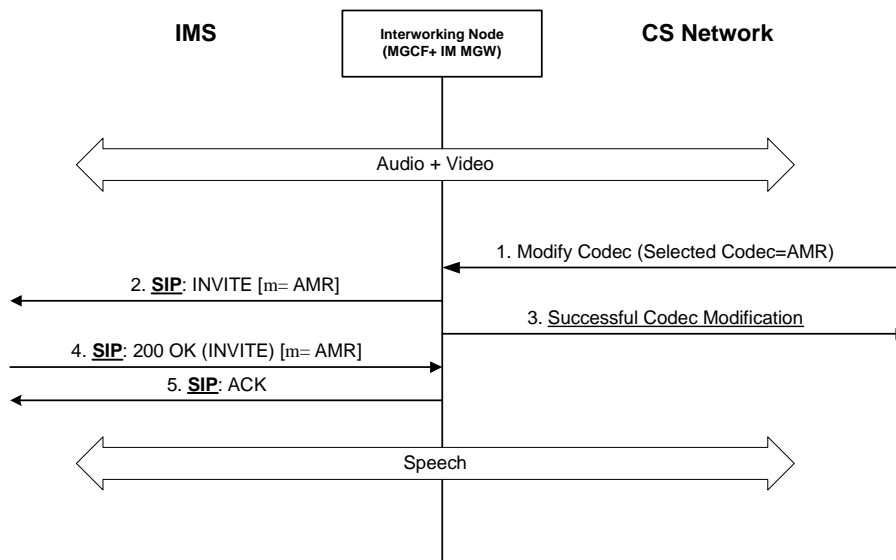 IMS
Interworking Node
(MGCF+ IM MGW)
CS Network
Audio + Video
1. Modify Codec (Selected Codec=AMR)
2. SIP: INVITE [m= AMR]
3. Successful Codec Modification
4. SIP: 200 OK (INVITE) [m= AMR]
5. SIP: ACK
Speech